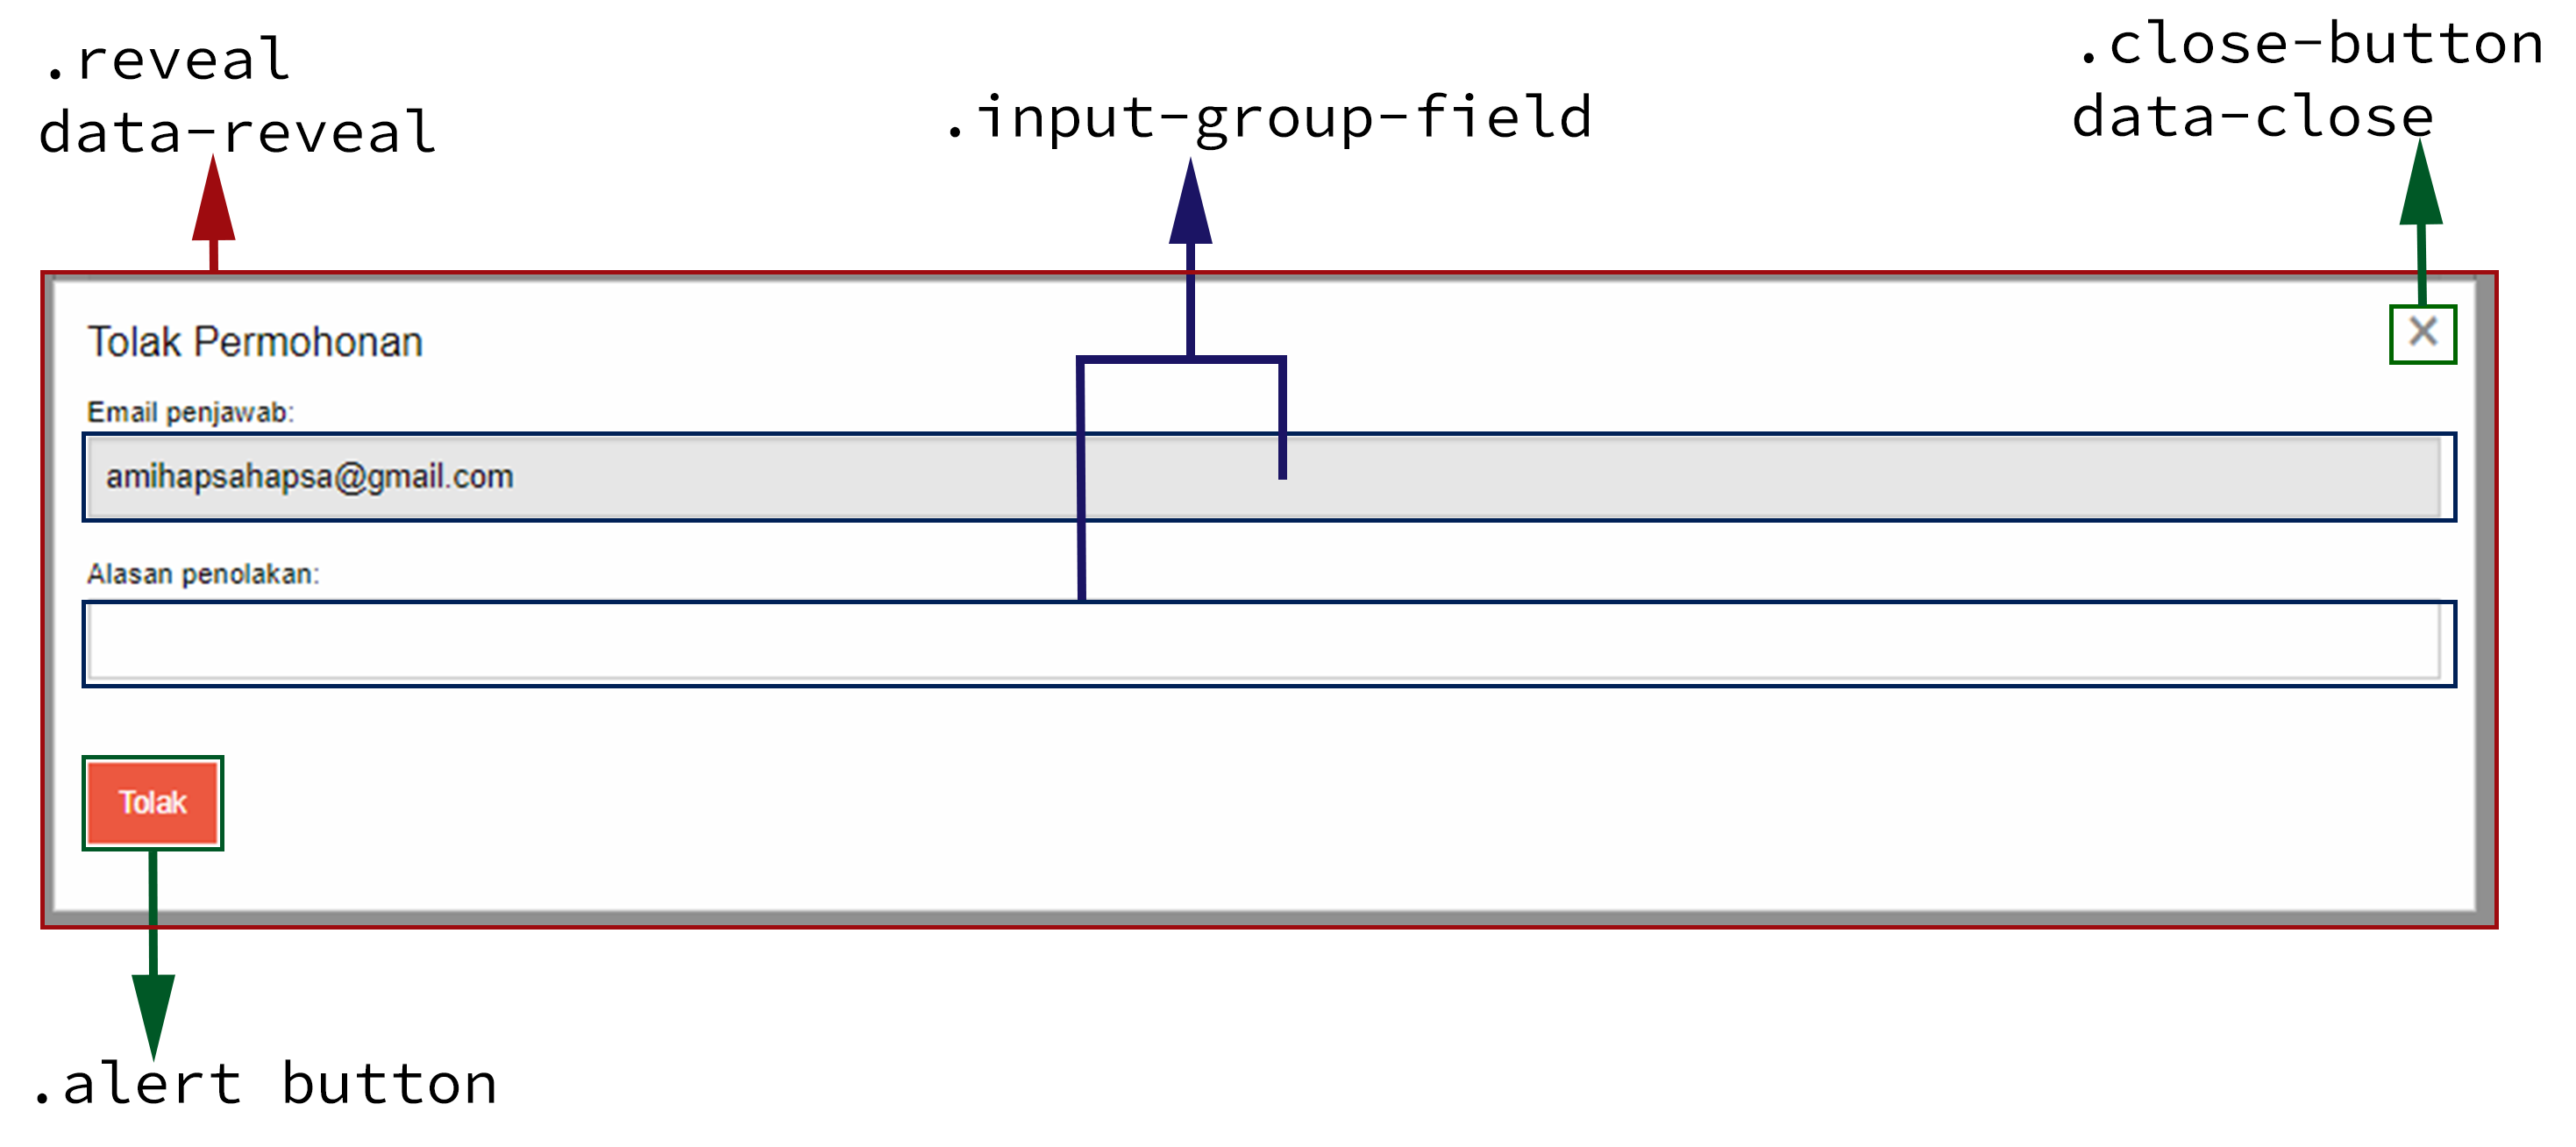 .reveal
data-reveal
.input-group-field
.close-button
data-close
Tolak Permohonan
×
Email penjawab:
amihapsahapsa@gmail.com
Alasan penolakan:
Tolak
.alert button